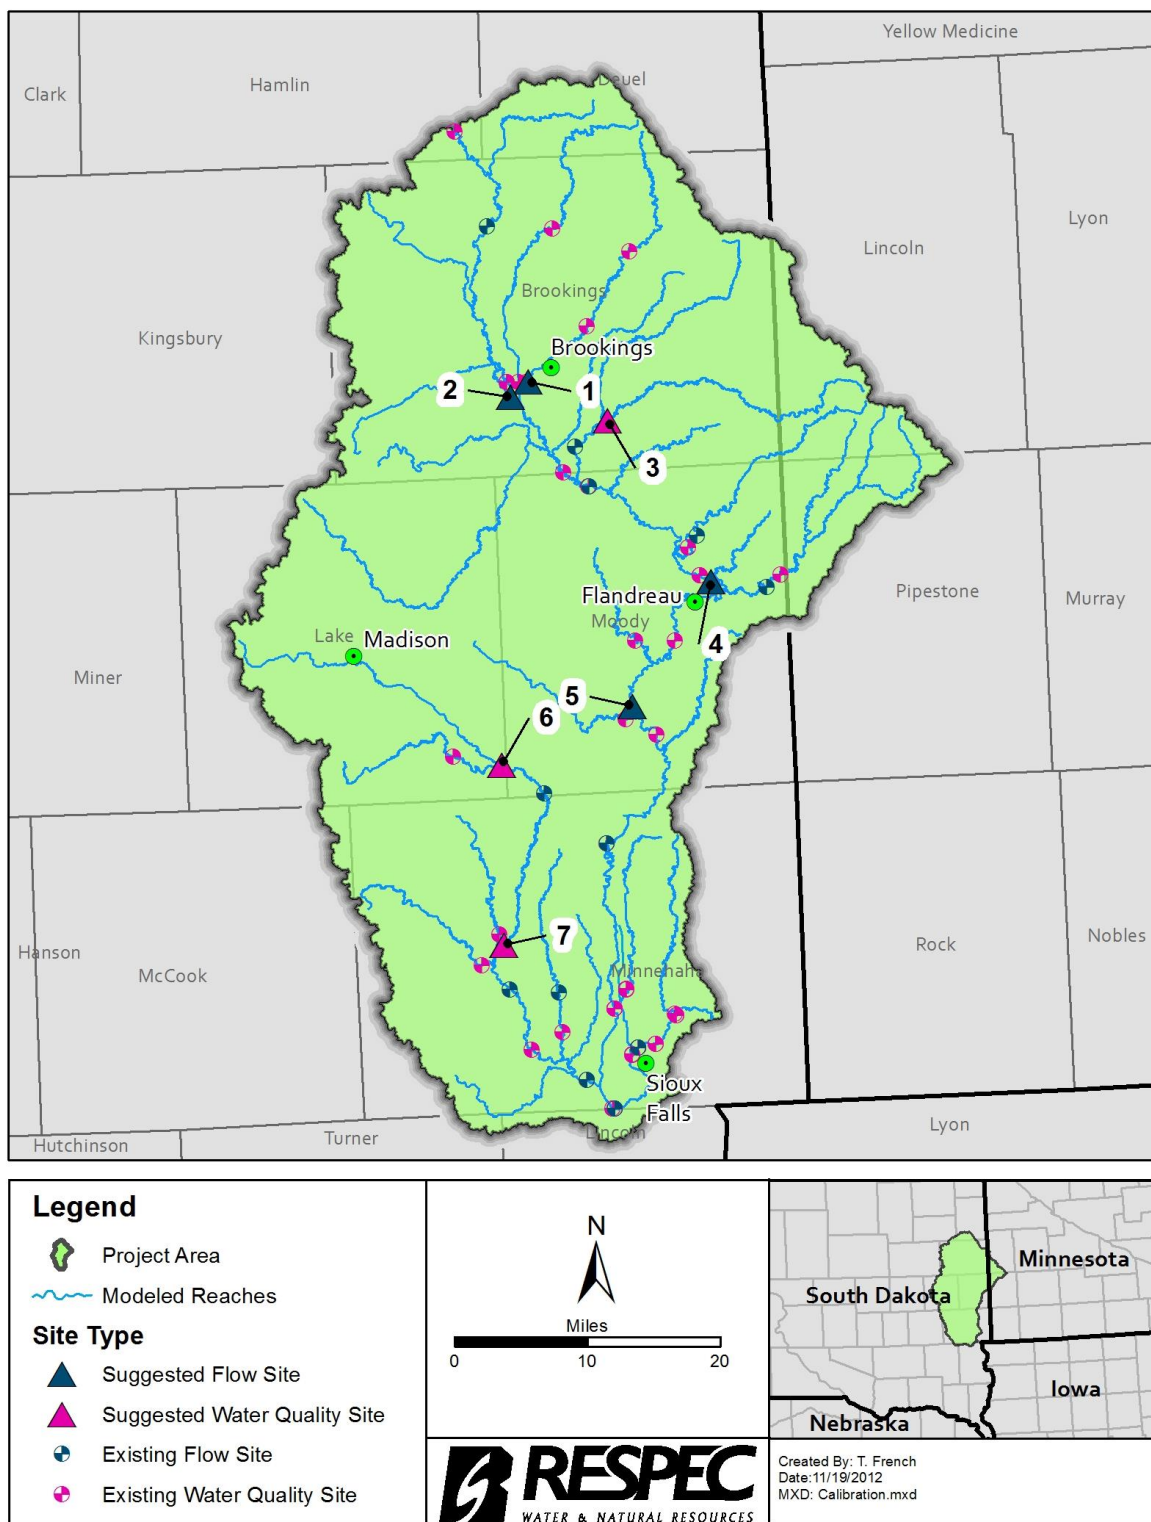 Yellow Medicine
Deuel
Hamlin
Clark
Lyon
Lincoln
Brookings
Kingsbury
Brookings
2
1
3
Pipestone
Flandreau
Murray
Moody
Lake
Madison
4
Miner
5
6
7
Nobles
Rock
Hanson
Minnehaha
McCook
Sioux
Falls
Lyon
Lincoln
Turner
Hutchinson
Legend
Project Area
Modeled Reaches
Site Type
Suggested Flow Site
Suggested Water Quality Site
Existing Flow Site
Existing Water Quality Site
N
Miles
0 10 20
RESPEC
WATER & NATURAL RESOURCES
Minnesota
South Dakota
Iowa
Nebraska
Created By: T. French
Date:11/19/2012
MXD: Calibration.mxd